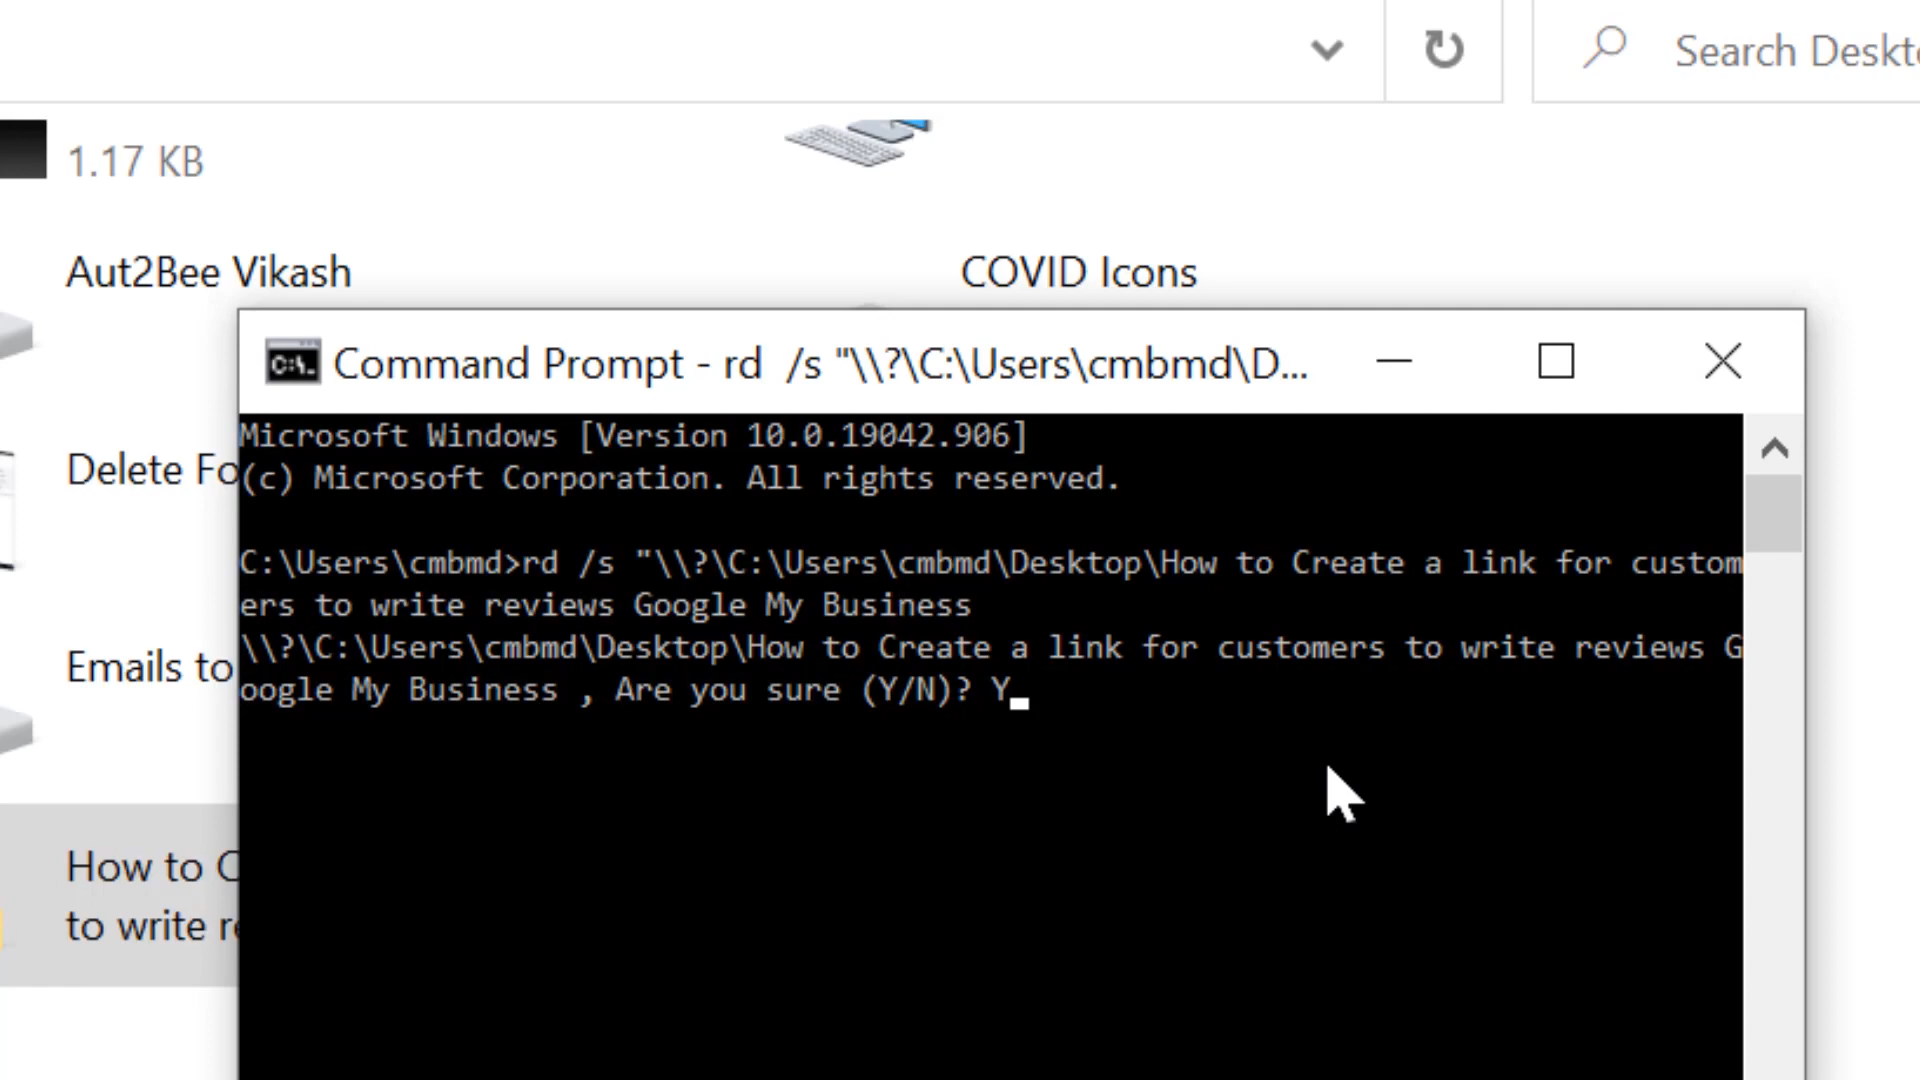 Search Deskt
1.17 KB
Aut2Bee Vikash
COVID Icons
Command Prompt - rd  /s "\\?\C:\Users\cmbmd\D...
Delete Fo
Microsoft Windows [Version 10.0.19042.906]
(c) Microsoft Corporation. All rights reserved.
C:\Users\cmbmd>rd /s "\\?\C:\Users\cmbmd\Desktop\How to Create a link for custom
ers to write reviews Google My Business
\\?\C:\Users\cmbmd\Desktop\How to Create a link for customers to write reviews G
oogle My Business , Are you sure (Y/N)? Y
Emails to
How to C
to write re